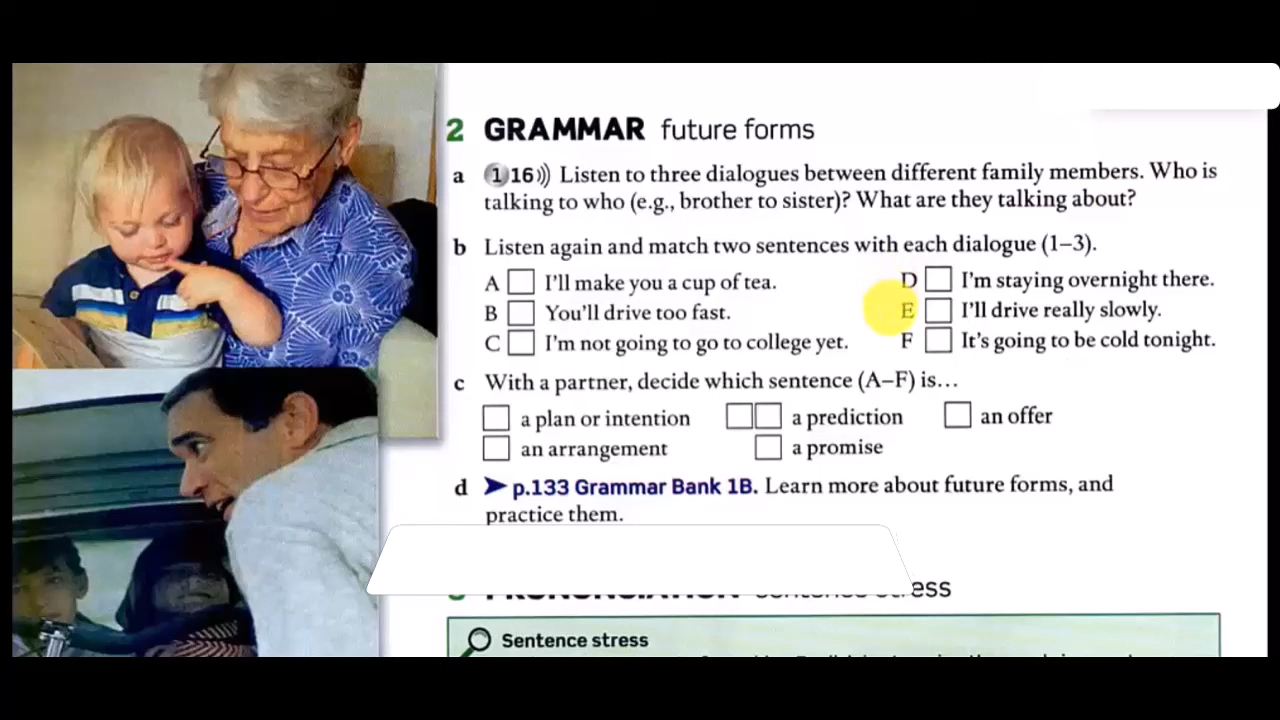 2 GRAMMAR future forms
a 1 16)) Listen to three dialogues between different family members. Who is
talking to who (e.g., brother to sister)? What are they talking about?
b Listen again and match two sentences with each dialogue (1–3).
A I'll make you a cup of tea.
B You'll drive too fast.
C I'm not going to go to college yet.
D I'm staying overnight there.
E I'll drive really slowly.
F It's going to be cold tonight.
c With a partner, decide which sentence (A–F) is…
a plan or intention a prediction an offer
an arrangement a promise
d p.133 Grammar Bank 1B. Learn more about future forms, and
practice them.
Sentence stress